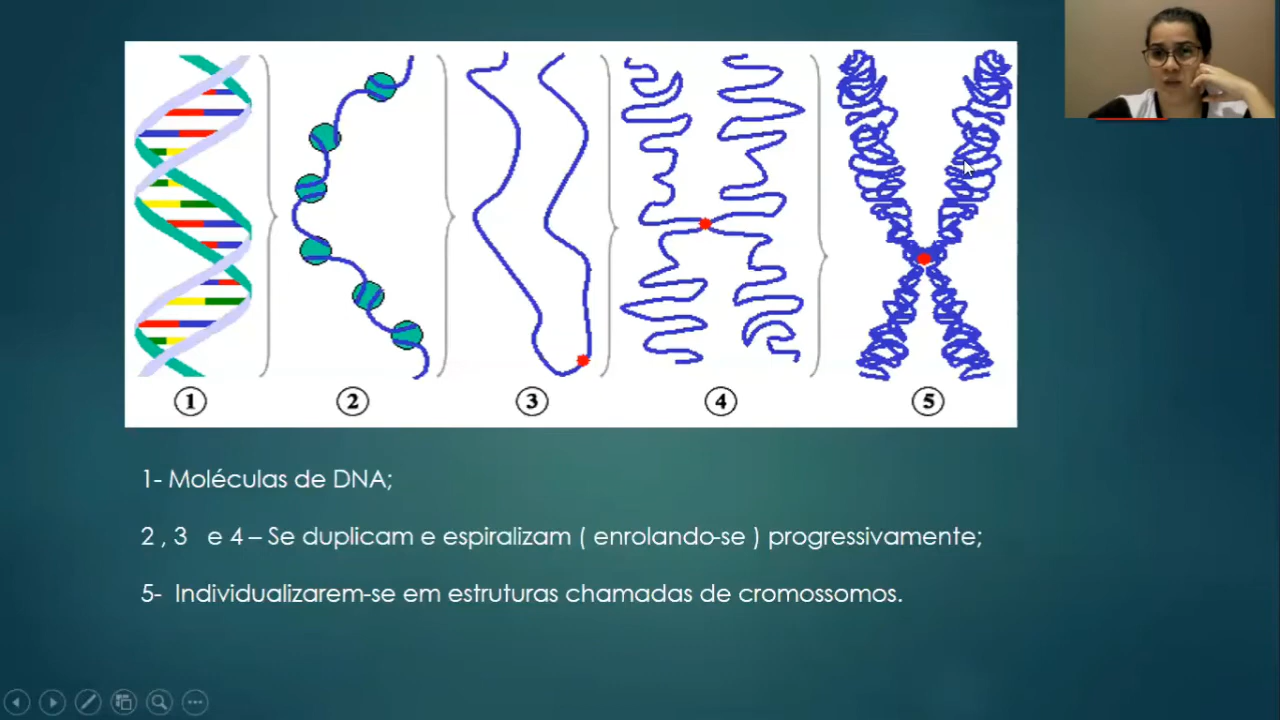 1 2 3 4 5
1- Moléculas de DNA;
2 , 3 e 4 – Se duplicam e espiralizam ( enrolando-se ) progressivamente;
5- Individualizarem-se em estruturas chamadas de cromossomos.